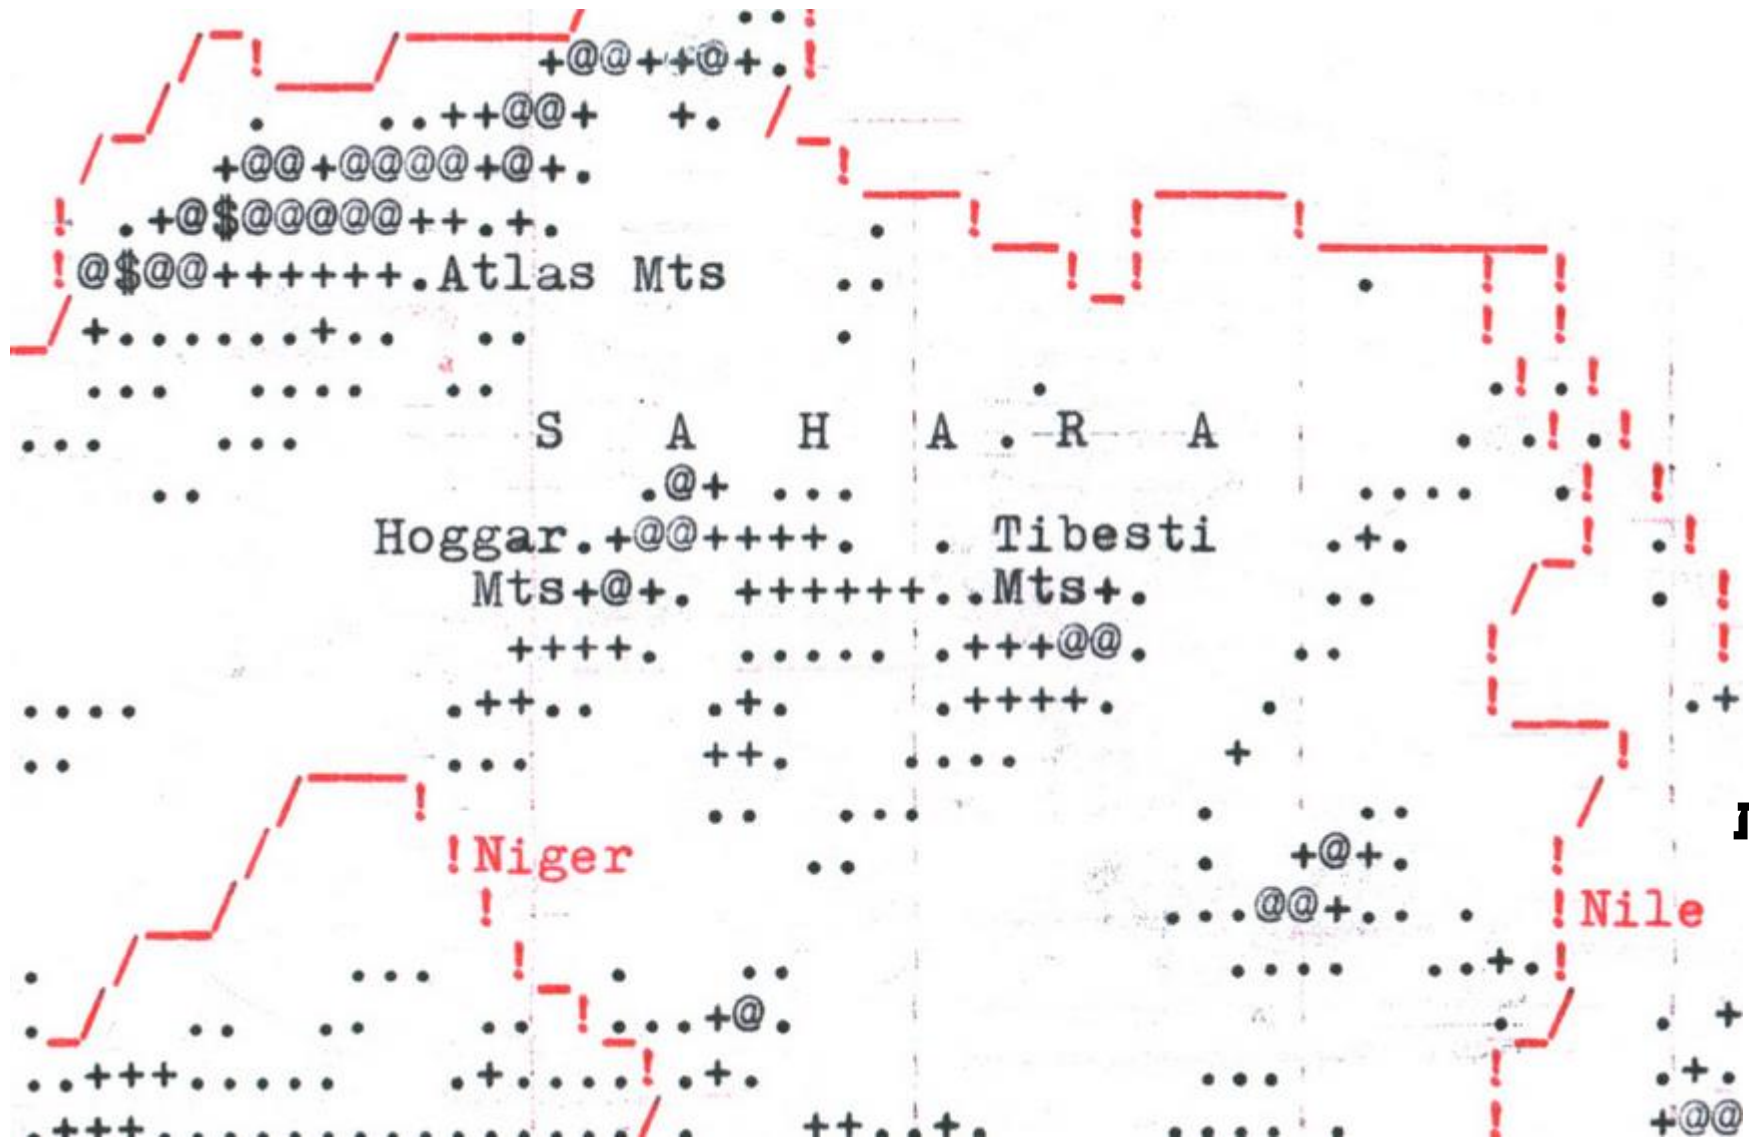 Atlas Mts
S A H A R A
Hoggar
Mts
Tibesti
Mts
Niger
Nile